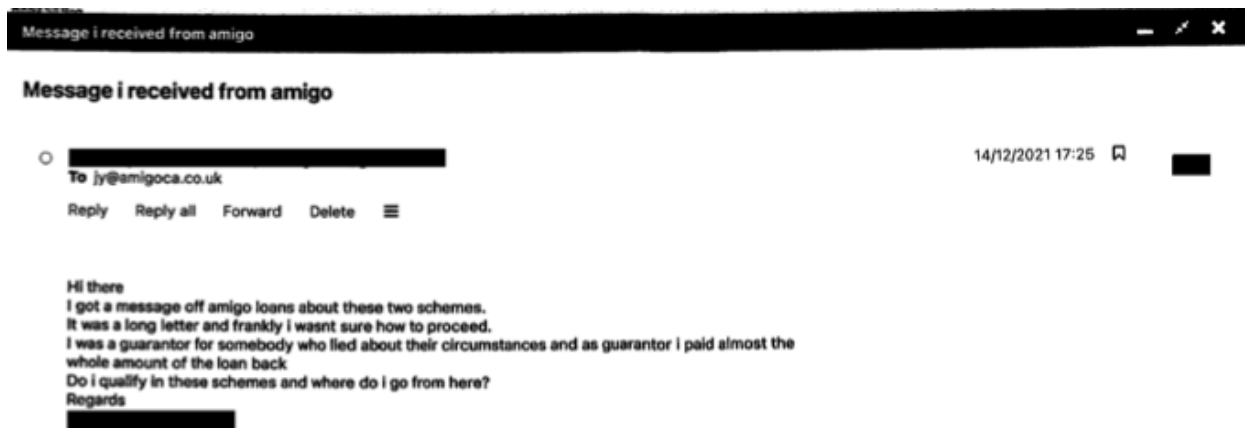 Message i received from amigo
Message i received from amigo
14/12/2021 17:25
To jy@amigoca.co.uk
Reply Reply all Forward Delete
Hi there
I got a message off amigo loans about these two schemes.
It was a long letter and frankly i wasnt sure how to proceed.
I was a guarantor for somebody who lied about their circumstances and as guarantor i paid almost the
whole amount of the loan back
Do i qualify in these schemes and where do i go from here?
Regards